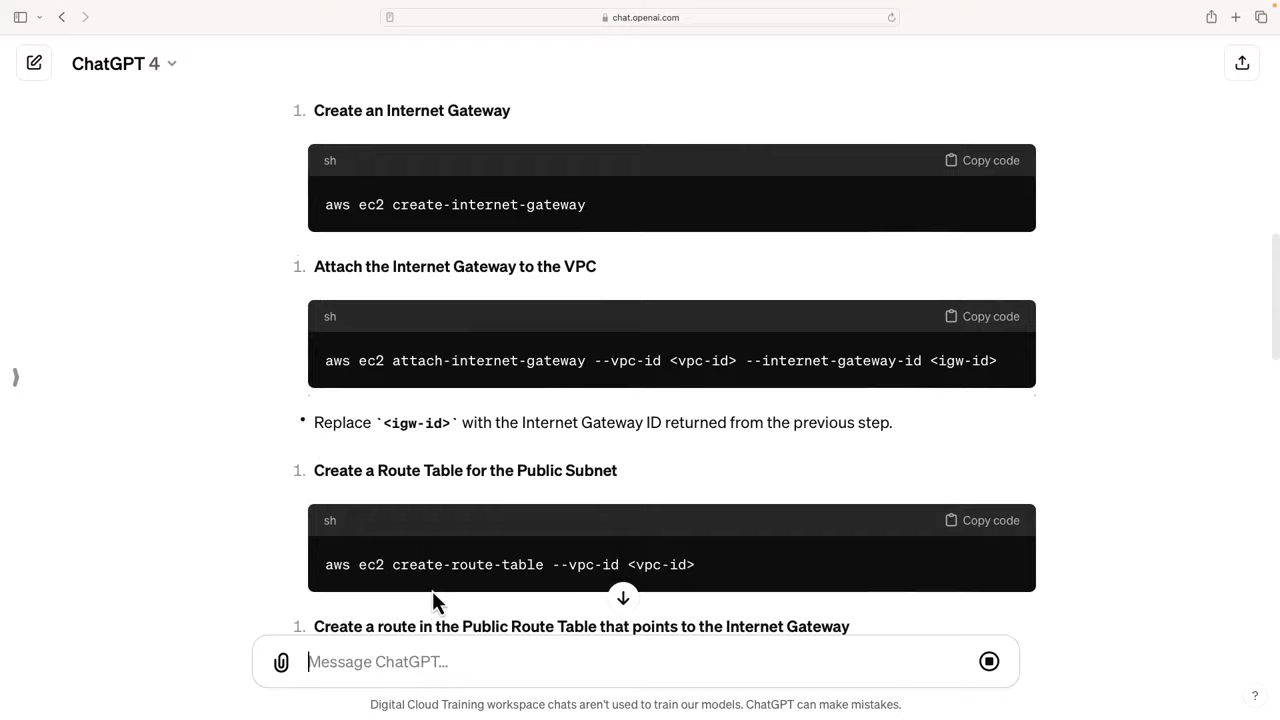 chat.openai.com
ChatGPT 4
1. Create an Internet Gateway
sh
Copy code
aws ec2 create-internet-gateway
1. Attach the Internet Gateway to the VPC
sh
Copy code
aws ec2 attach-internet-gateway --vpc-id <vpc-id> --internet-gateway-id <igw-id>
• Replace `<igw-id>` with the Internet Gateway ID returned from the previous step.
1. Create a Route Table for the Public Subnet
sh
Copy code
aws ec2 create-route-table --vpc-id <vpc-id>
1. Create a route in the Public Route Table that points to the Internet Gateway
Message ChatGPT...
Digital Cloud Training workspace chats aren't used to train our models. ChatGPT can make mistakes.
?